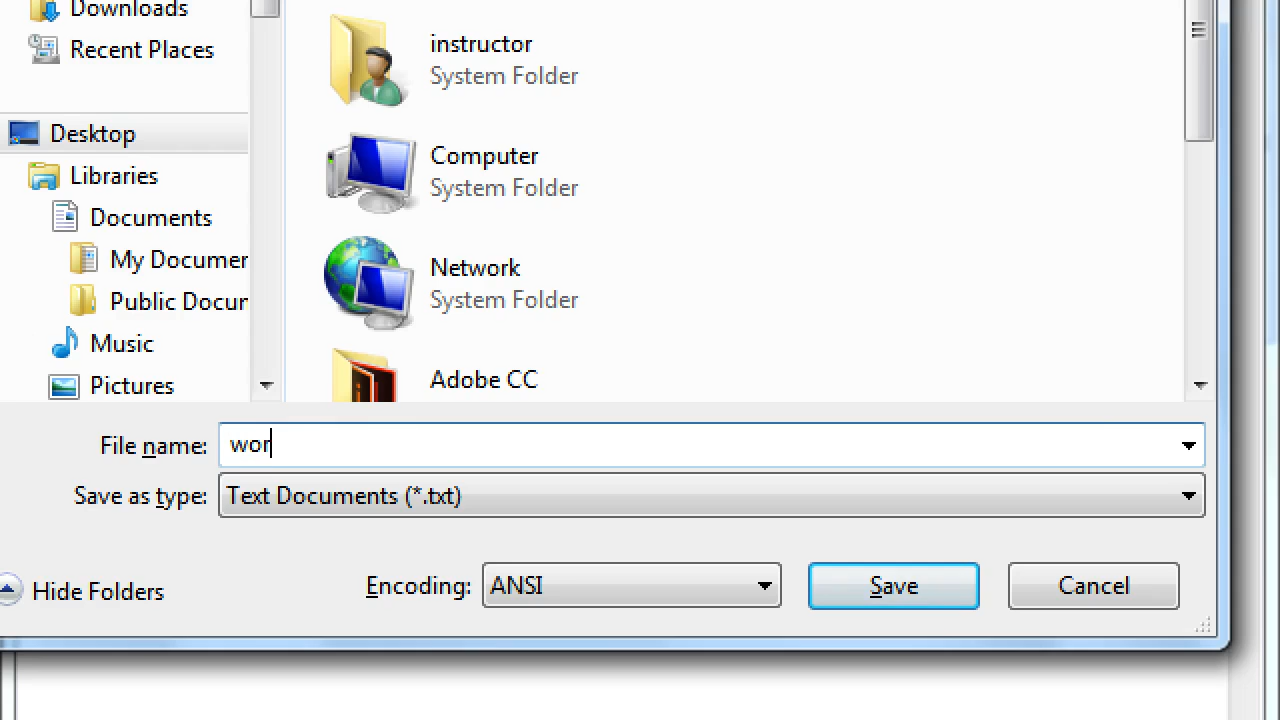 Downloads
Recent Places
Desktop
Libraries
Documents
My Documer
Public Docur
Music
Pictures
instructor
System Folder
Computer
System Folder
Network
System Folder
Adobe CC
File name: wor
Save as type: Text Documents (*.txt)
Hide Folders Encoding: ANSI Save Cancel